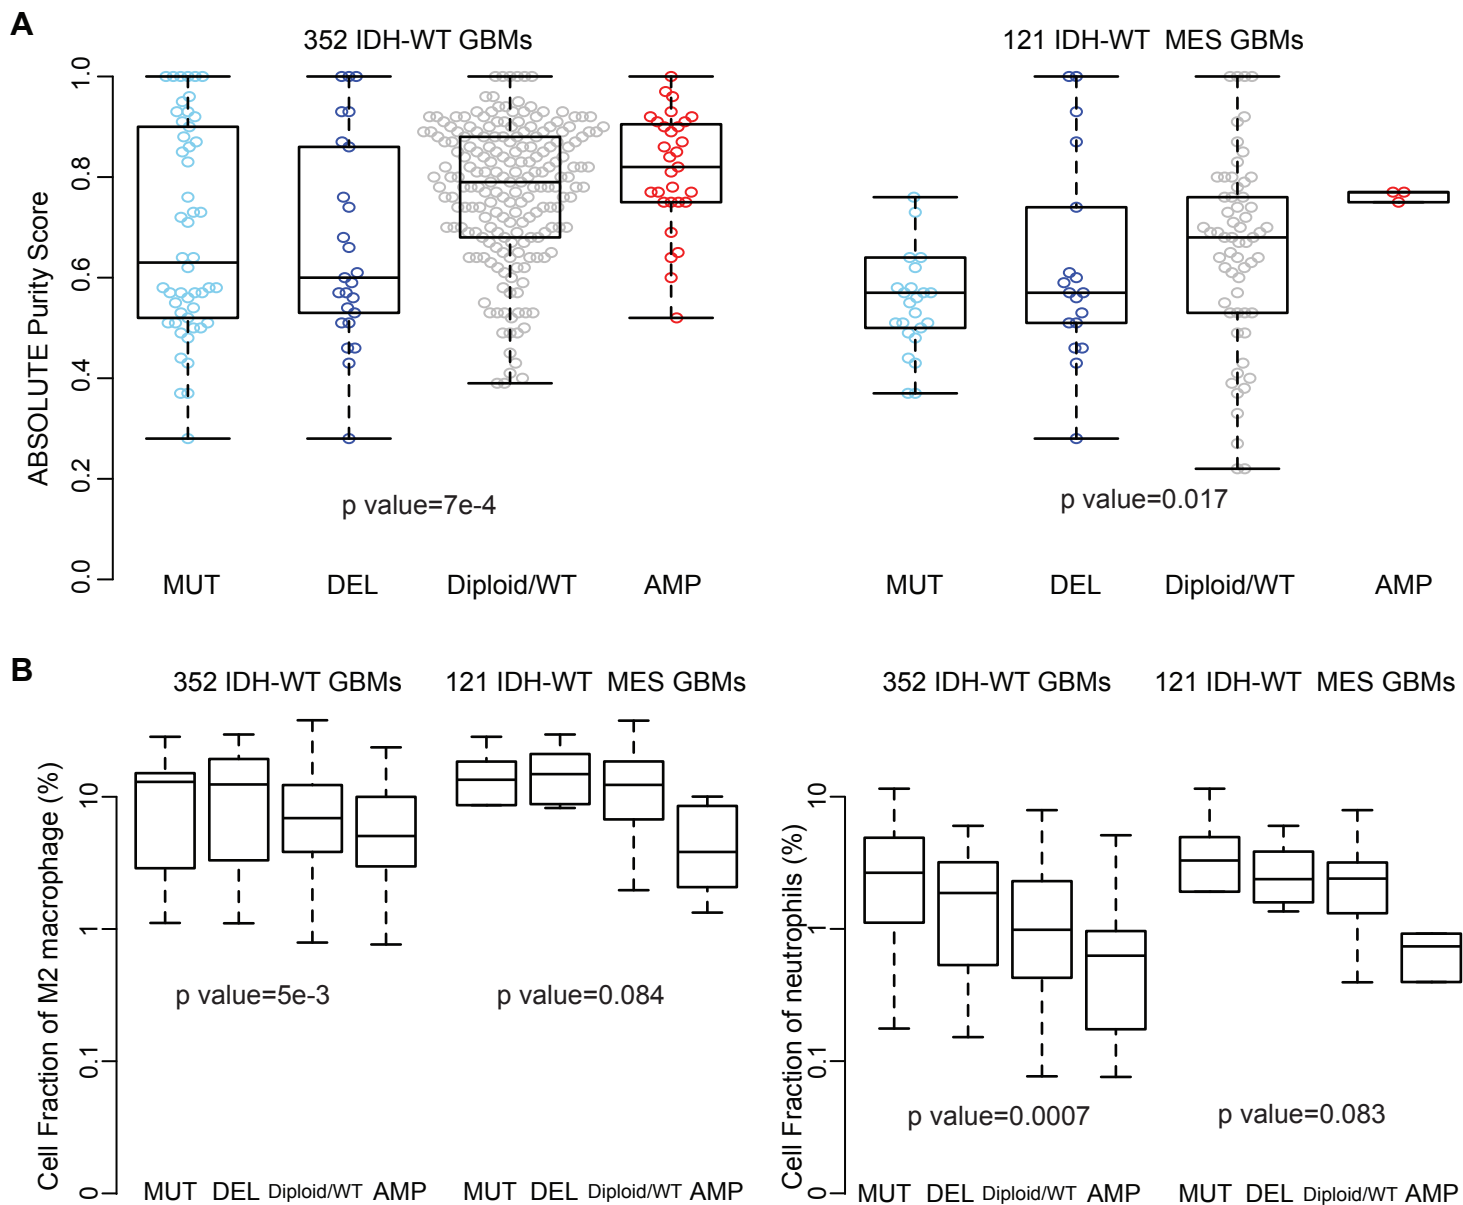 A
352 IDH-WT GBMs
121 IDH-WT MES GBMs
ABSOLUTE Purity Score
1.0
0.8
0.6
0.4
0.2
0.0
p value=7e-4
p value=0.017
MUT DEL Diploid/WT AMP
MUT DEL Diploid/WT AMP
B
352 IDH-WT GBMs
121 IDH-WT MES GBMs
352 IDH-WT GBMs
121 IDH-WT MES GBMs
Cell Fraction of M2 macrophage (%)
10
1
0.1
0
p value=5e-3
p value=0.084
MUT DEL Diploid/WT AMP
MUT DEL Diploid/WT AMP
Cell Fraction of neutrophils (%)
10
1
0.1
0
p value=0.0007
p value=0.083
MUT DEL Diploid/WT AMP
MUT DEL Diploid/WT AMP